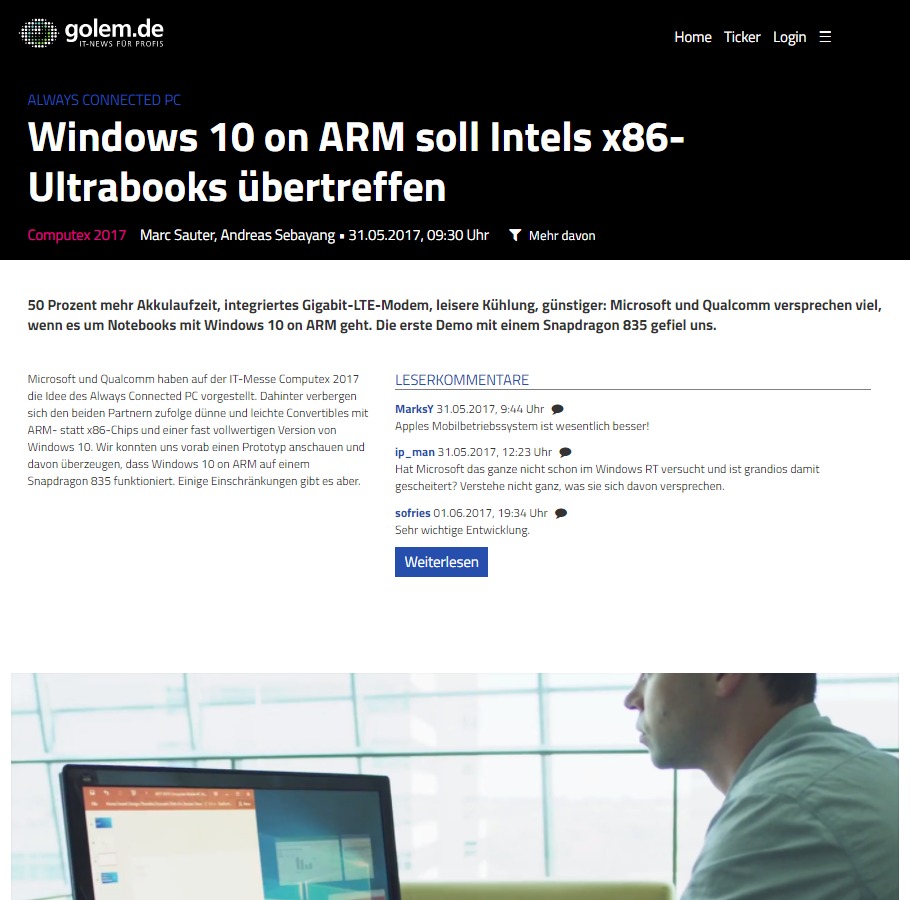 golem.de
IT-NEWS FÜR PROFIS
Home Ticker Login
ALWAYS CONNECTED PC
Windows 10 on ARM soll Intels x86-
Ultrabooks übertreffen
Computex 2017 Marc Sauter, Andreas Sebayang ▪ 31.05.2017, 09:30 Uhr Mehr davon
50 Prozent mehr Akkulaufzeit, integriertes Gigabit-LTE-Modem, leisere Kühlung, günstiger: Microsoft und Qualcomm versprechen viel,
wenn es um Notebooks mit Windows 10 on ARM geht. Die erste Demo mit einem Snapdragon 835 gefiel uns.
Microsoft und Qualcomm haben auf der IT-Messe Computex 2017
die Idee des Always Connected PC vorgestellt. Dahinter verbergen
sich den beiden Partnern zufolge dünne und leichte Convertibles mit
ARM- statt x86-Chips und einer fast vollwertigen Version von
Windows 10. Wir konnten uns vorab einen Prototyp anschauen und
davon überzeugen, dass Windows 10 on ARM auf einem
Snapdragon 835 funktioniert. Einige Einschränkungen gibt es aber.
LESERKOMMENTARE
MarksY 31.05.2017, 9:44 Uhr
Apples Mobilbetriebssystem ist wesentlich besser!
ip_man 31.05.2017, 12:23 Uhr
Hat Microsoft das ganze nicht schon im Windows RT versucht und ist grandios damit
gescheitert? Verstehe nicht ganz, was sie sich davon versprechen.
sofries 01.06.2017, 19:34 Uhr
Sehr wichtige Entwicklung.
Weiterlesen